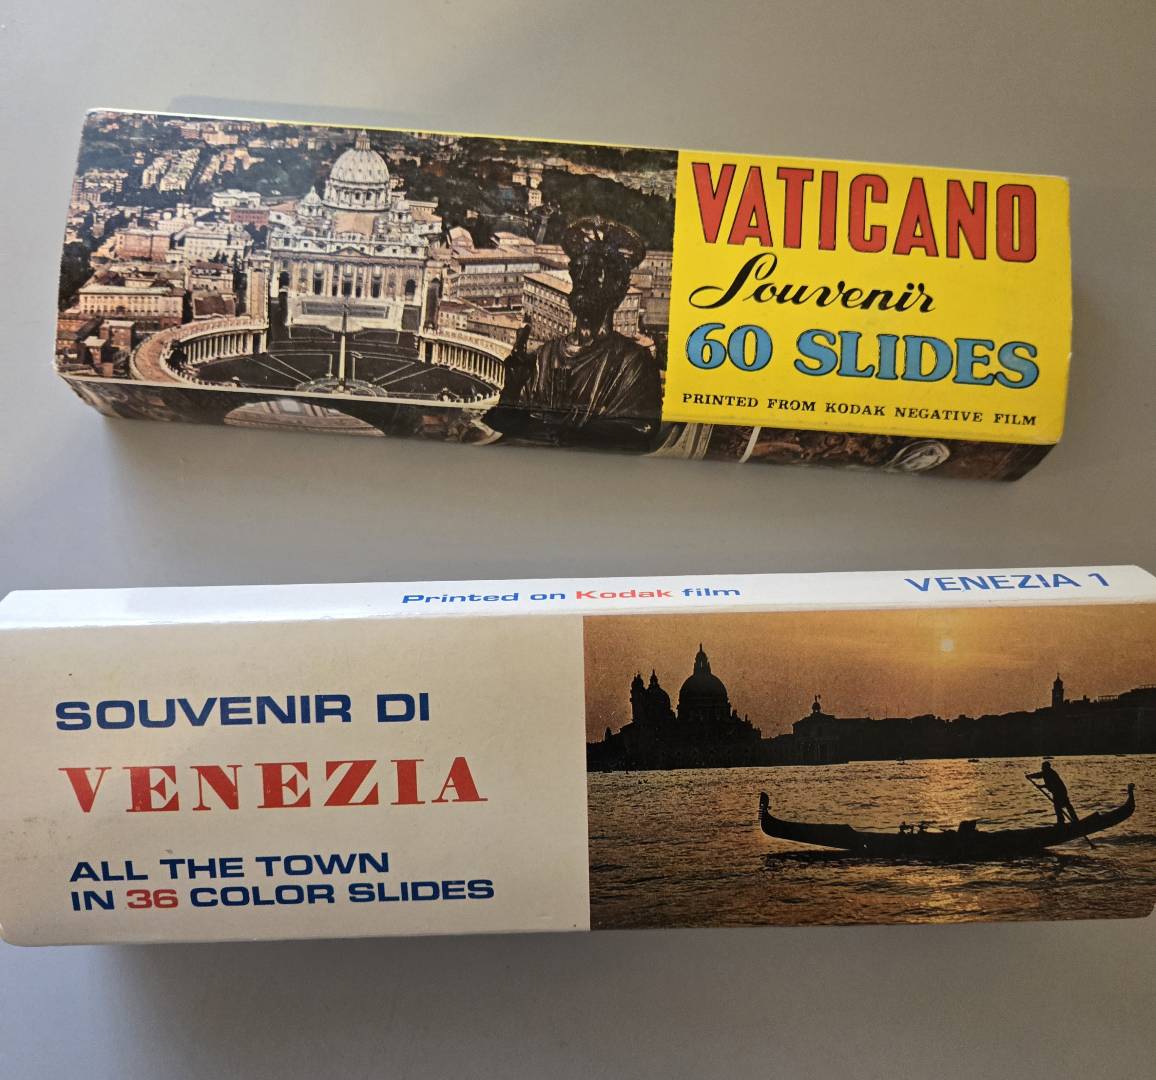 VATICANO
Souvenir
60 SLIDES
PRINTED FROM KODAK NEGATIVE FILM
Printed on Kodak film
VENEZIA 1
SOUVENIR DI
VENEZIA
ALL THE TOWN
IN 36 COLOR SLIDES